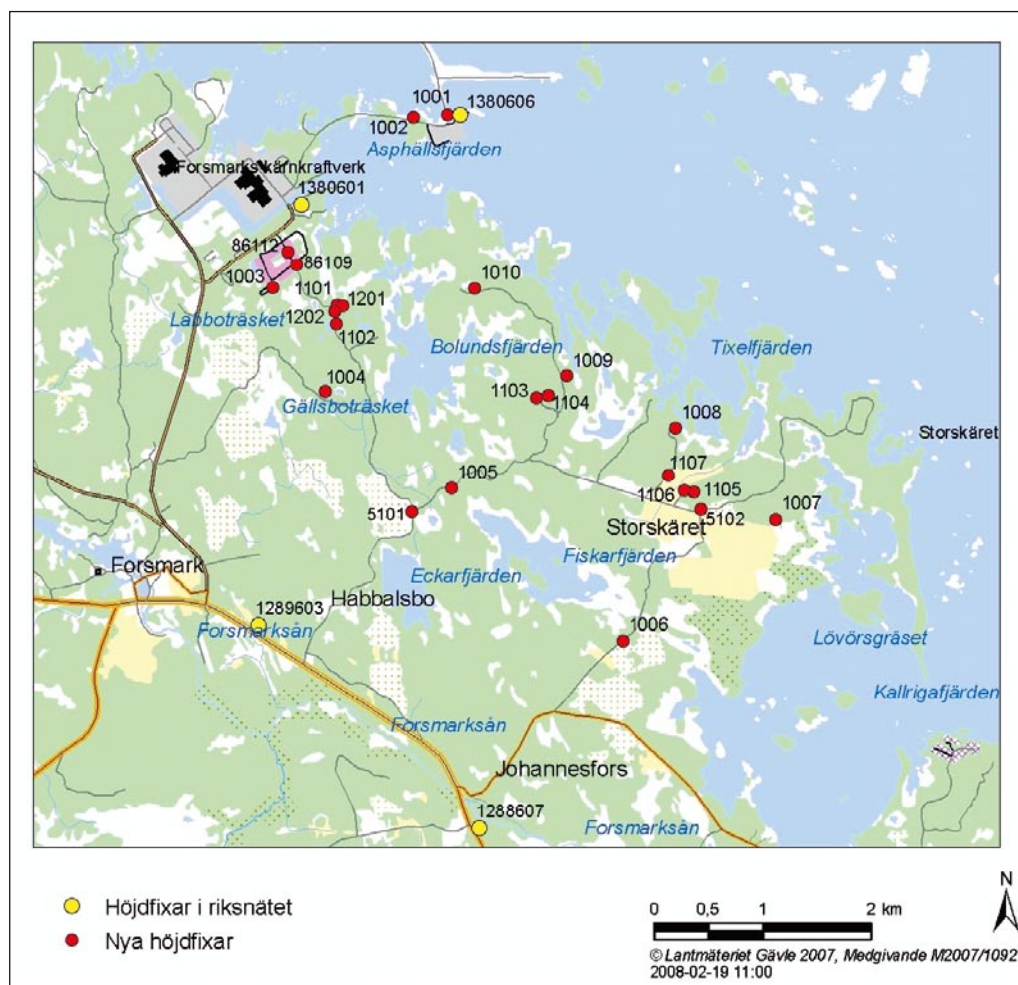 1001
1380606
1002
Asphällsfjärden
Forsmarks kärnkraftverk
1380601
86112
86109
1003
1101
1010
1201
1202
Labboträsket
1102
Bolundsfjärden
Tixelfjärden
1009
1004
1103
1104
Gällsboträsket
1008
Storskäret
1107
1005
1106
1105
5101
5102
1007
Storskäret
Forsmark
Eckarfjärden
Fiskarfjärden
Habbalsbo
1289603
Forsmarksån
1006
Lövörsgräset
Kallrigafjärden
Forsmarksån
Johannesfors
1288607
Forsmarksån
Höjdfixar i riksnätet
Nya höjdfixar
N
0 0,5 1 2 km
© Lantmäteriet Gävle 2007, Medgivande M2007/1092
2008-02-19 11:00